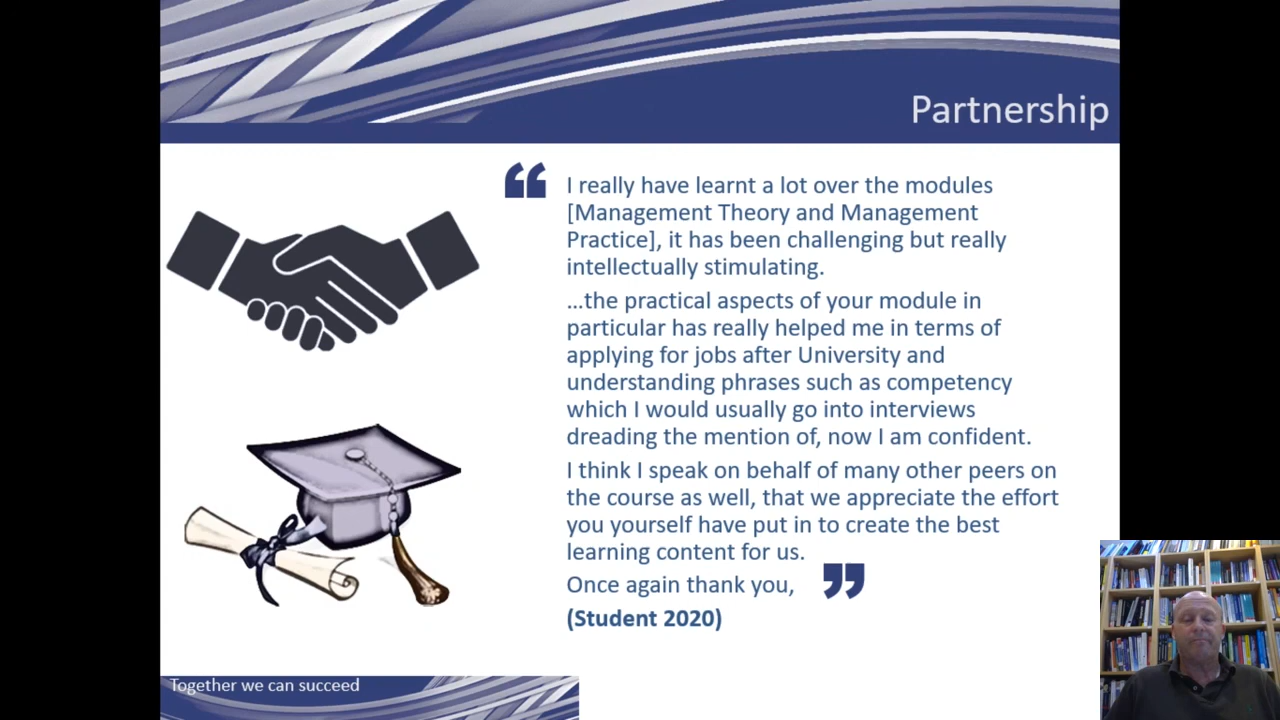 Partnership
“ I really have learnt a lot over the modules
[Management Theory and Management
Practice], it has been challenging but really
intellectually stimulating.
…the practical aspects of your module in
particular has really helped me in terms of
applying for jobs after University and
understanding phrases such as competency
which I would usually go into interviews
dreading the mention of, now I am confident.
I think I speak on behalf of many other peers on
the course as well, that we appreciate the effort
you yourself have put in to create the best
learning content for us.
Once again thank you, ”
(Student 2020)
Together we can succeed